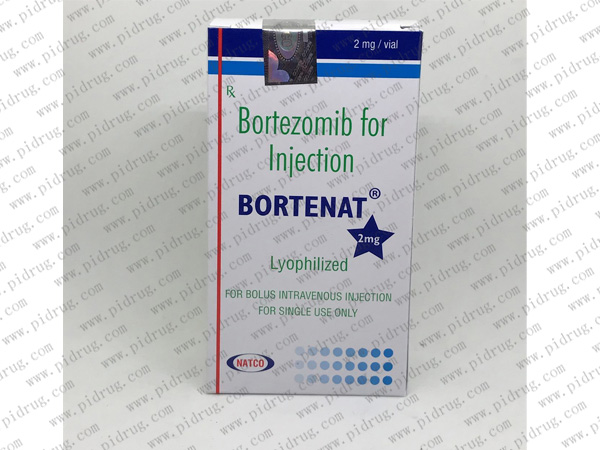 2 mg / vial
Rx
Bortezomib for
Injection
BORTENAT®
2mg
Lyophilized
FOR BOLUS INTRAVENOUS INJECTION
FOR SINGLE USE ONLY
NATCO
www.pidrug.com